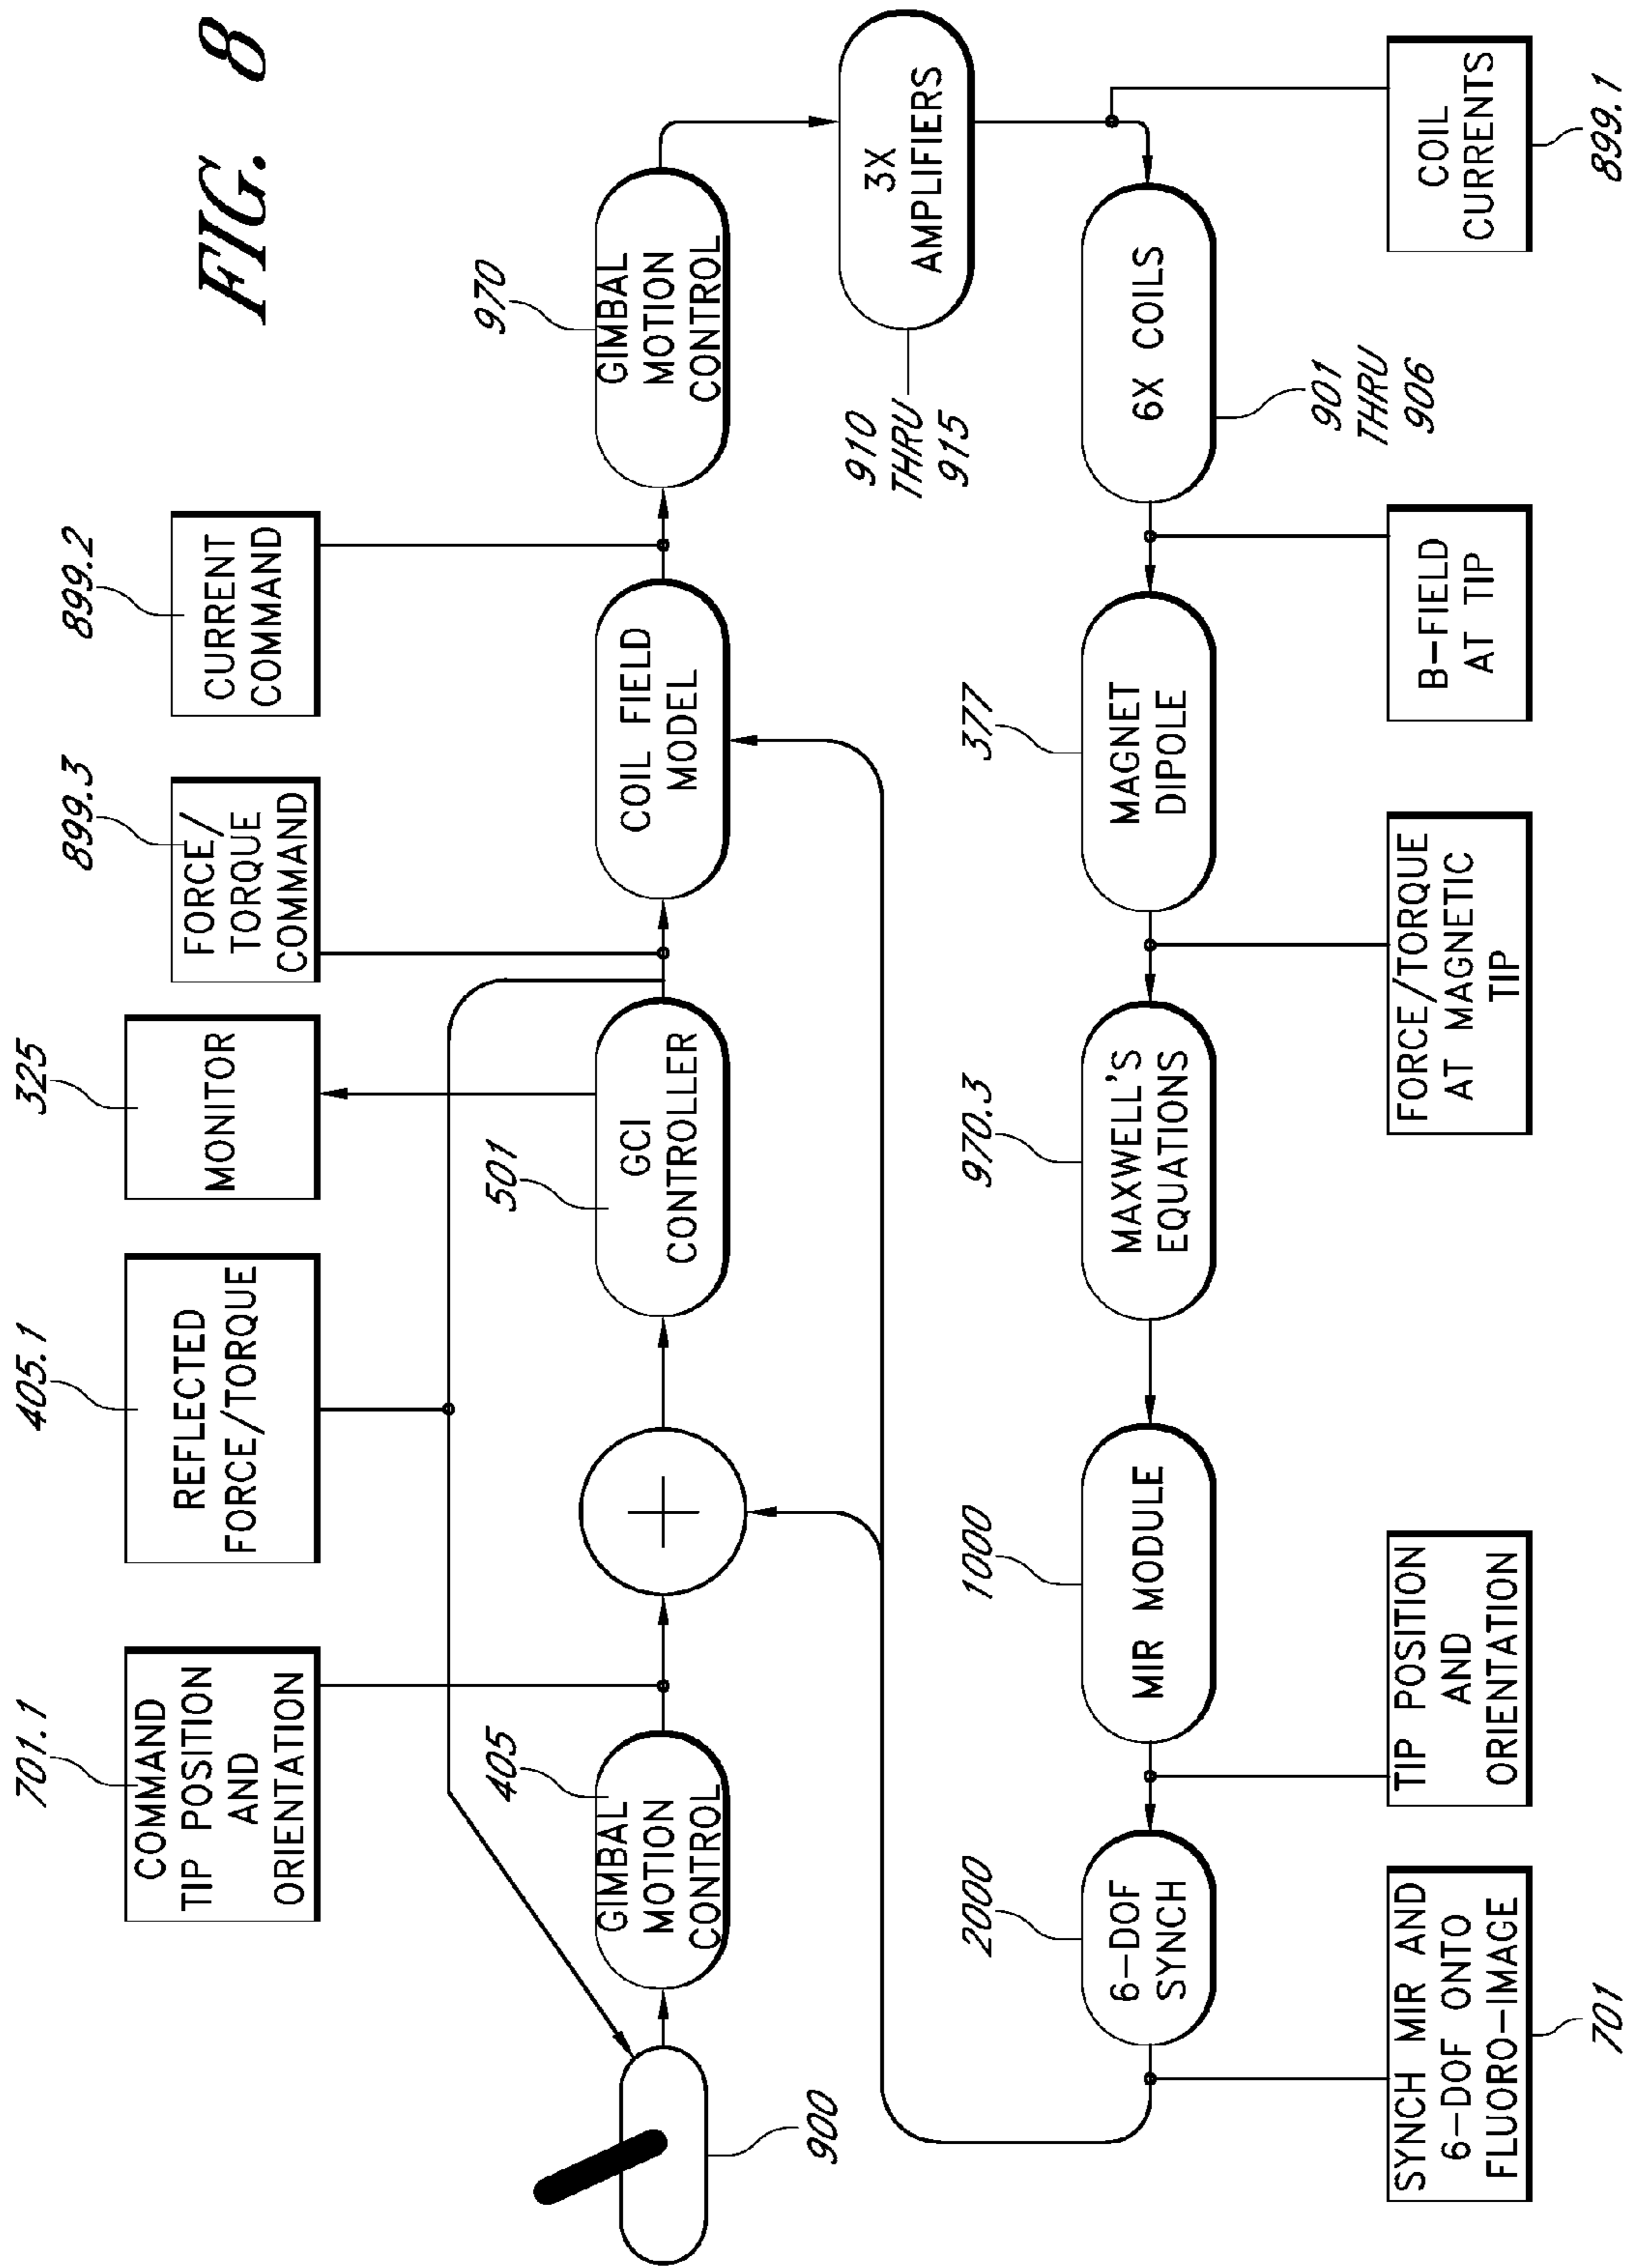 FIG. 8
701.1
COMMAND
TIP POSITION
AND
ORIENTATION
405.1
REFLECTED
FORCE/TORQUE
325
MONITOR
899.3
FORCE/
TORQUE
COMMAND
899.2
CURRENT
COMMAND
900
405
GIMBAL
MOTION
CONTROL
501
GCI
CONTROLLER
COIL FIELD
MODEL
970
GIMBAL
MOTION
CONTROL
3X
AMPLIFIERS
910
THRU
915
2000
6-DOF
SYNCH
1000
MIR MODULE
970.3
MAXWELL'S
EQUATIONS
377
MAGNET
DIPOLE
6X COILS
901
THRU
906
SYNCH MIR AND
6-DOF ONTO
FLUORO-IMAGE
701
TIP POSITION
AND
ORIENTATION
FORCE/TORQUE
AT MAGNETIC
TIP
B-FIELD
AT TIP
COIL
CURRENTS
899.1